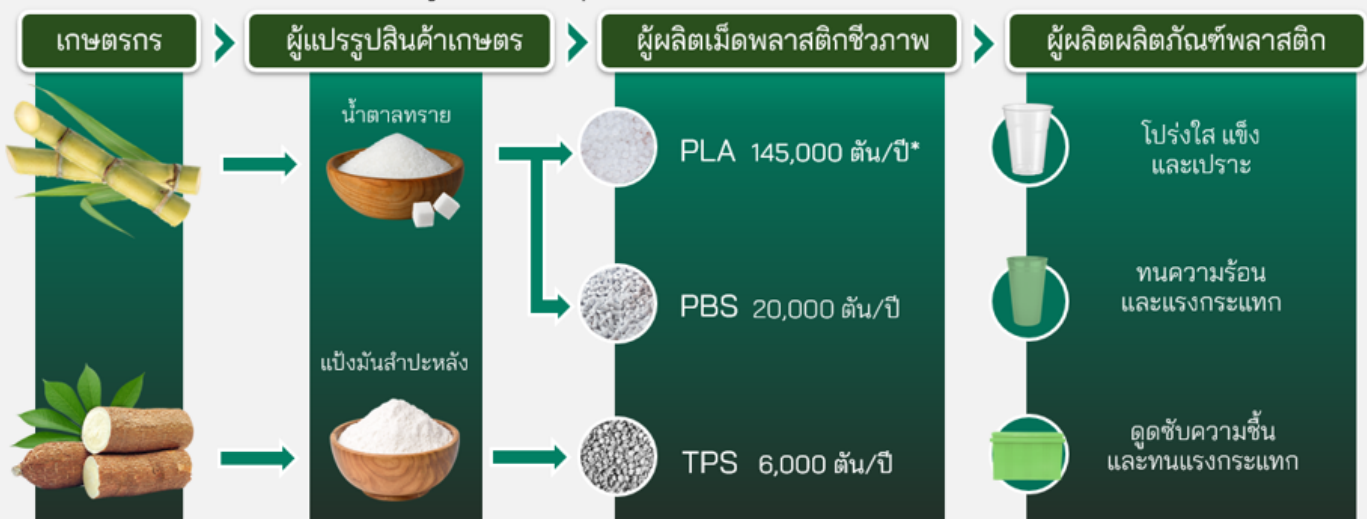 เกษตรกร
ผู้แปรรูปสินค้าเกษตร
ผู้ผลิตเม็ดพลาสติกชีวภาพ
ผู้ผลิตผลิตภัณฑ์พลาสติก
น้ำตาลทราย
PLA 145,000 ตัน/ปี*
โปร่งใส แข็ง
และเปราะ
PBS 20,000 ตัน/ปี
ทนความร้อน
และแรงกระแทก
แป้งมันสำปะหลัง
TPS 6,000 ตัน/ปี
ดูดซับความชื้น
และทนแรงกระแทก